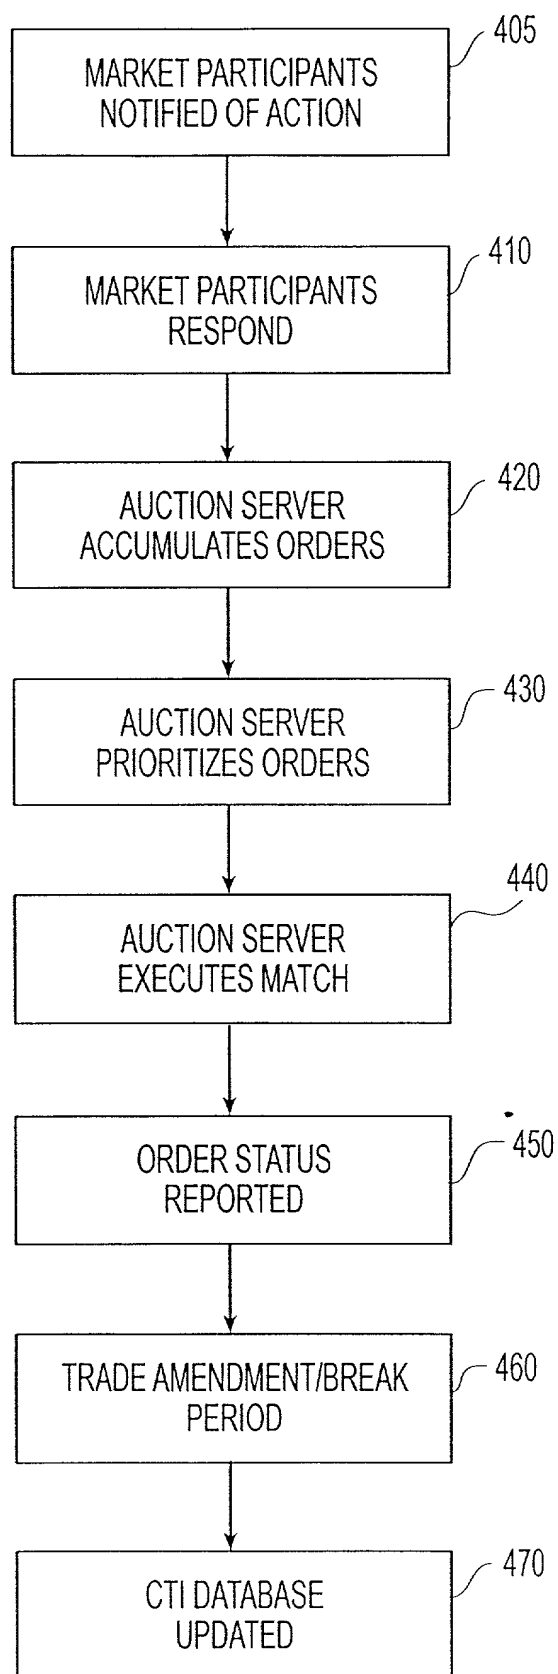 405
MARKET PARTICIPANTS
NOTIFIED OF ACTION
410
MARKET PARTICIPANTS
RESPOND
420
AUCTION SERVER
ACCUMULATES ORDERS
430
AUCTION SERVER
PRIORITIZES ORDERS
440
AUCTION SERVER
EXECUTES MATCH
450
ORDER STATUS
REPORTED
460
TRADE AMENDMENT/BREAK
PERIOD
470
CTI DATABASE
UPDATED